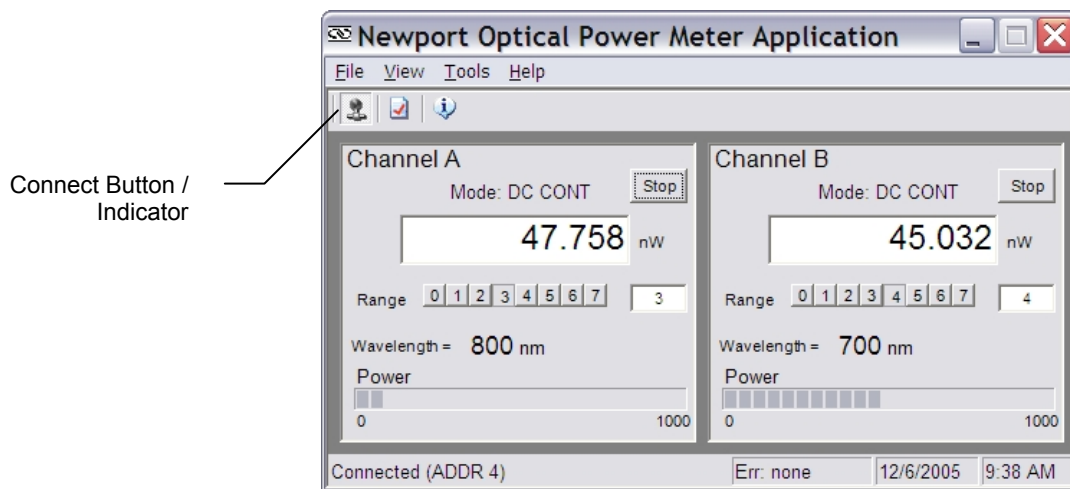 Newport Optical Power Meter Application
File View Tools Help
Connect Button /
Indicator
Channel A
Mode: DC CONT
Stop
47.758 nW
Range 0 1 2 3 4 5 6 7 3
Wavelength = 800 nm
Power
0 1000
Channel B
Mode: DC CONT
Stop
45.032 nW
Range 0 1 2 3 4 5 6 7 4
Wavelength = 700 nm
Power
0 1000
Connected (ADDR 4) Err: none 12/6/2005 9:38 AM